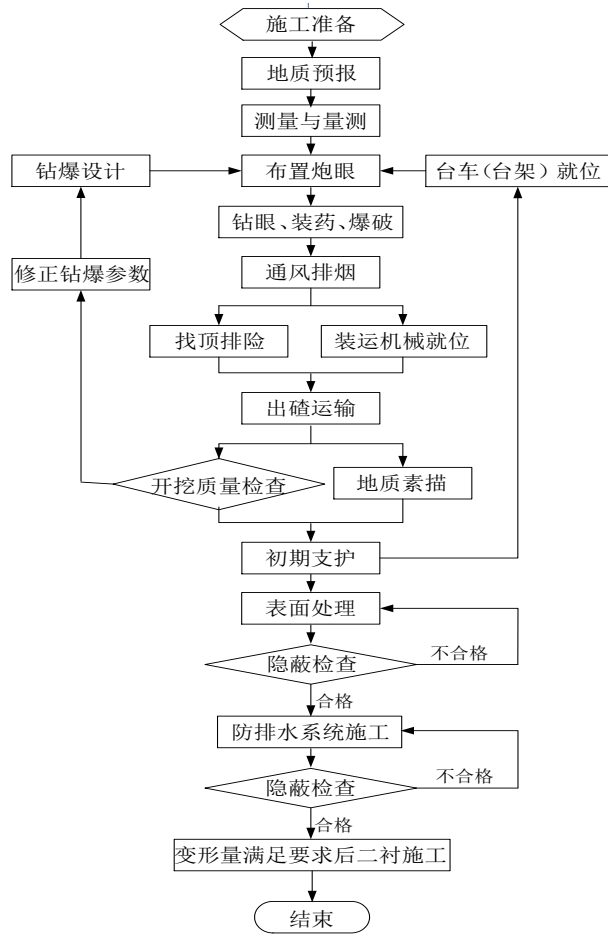 施工准备
地质预报
测量与量测
钻爆设计
布置炮眼
台车(台架)就位
钻眼、装药、爆破
修正钻爆参数
通风排烟
找顶排险
装运机械就位
出碴运输
开挖质量检查
地质素描
初期支护
表面处理
隐蔽检查
不合格
合格
防排水系统施工
隐蔽检查
不合格
合格
变形量满足要求后二衬施工
结束